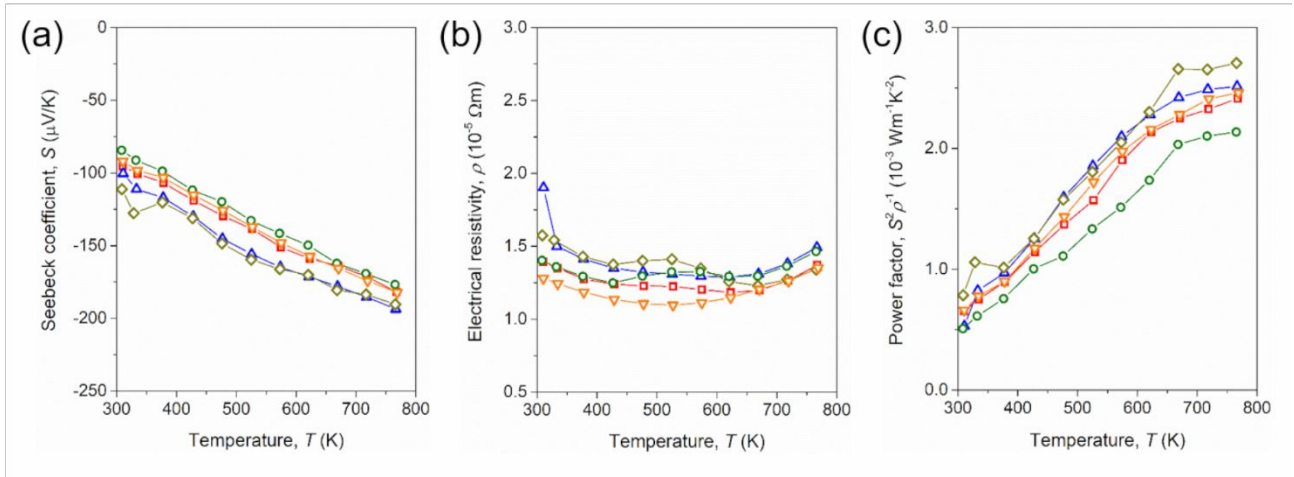 (a)
0
-50
-100
-150
-200
-250
300 400 500 600 700 800
Seebeck coefficient, S (μV/K)
Temperature, T (K)
(b)
3.0
2.5
2.0
1.5
1.0
0.5
300 400 500 600 700 800
Electrical resistivity, ρ (10⁻⁵ Ωm)
Temperature, T (K)
(c)
3.0
2.0
1.0
0.0
300 400 500 600 700 800
Power factor, S² ρ⁻¹ (10⁻³ Wm⁻¹K⁻²)
Temperature, T (K)